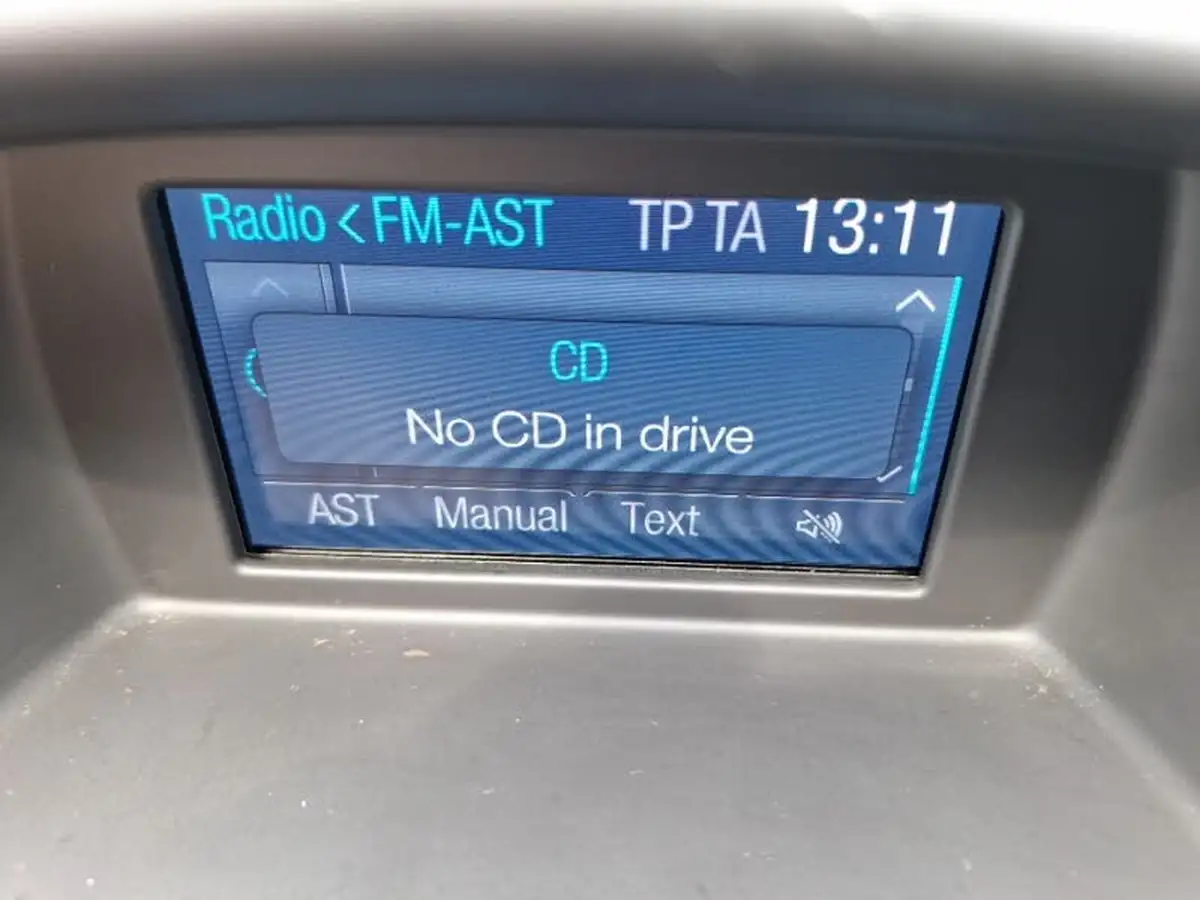 Radio < FM-AST TP TA 13:11
CD
No CD in drive
AST Manual Text